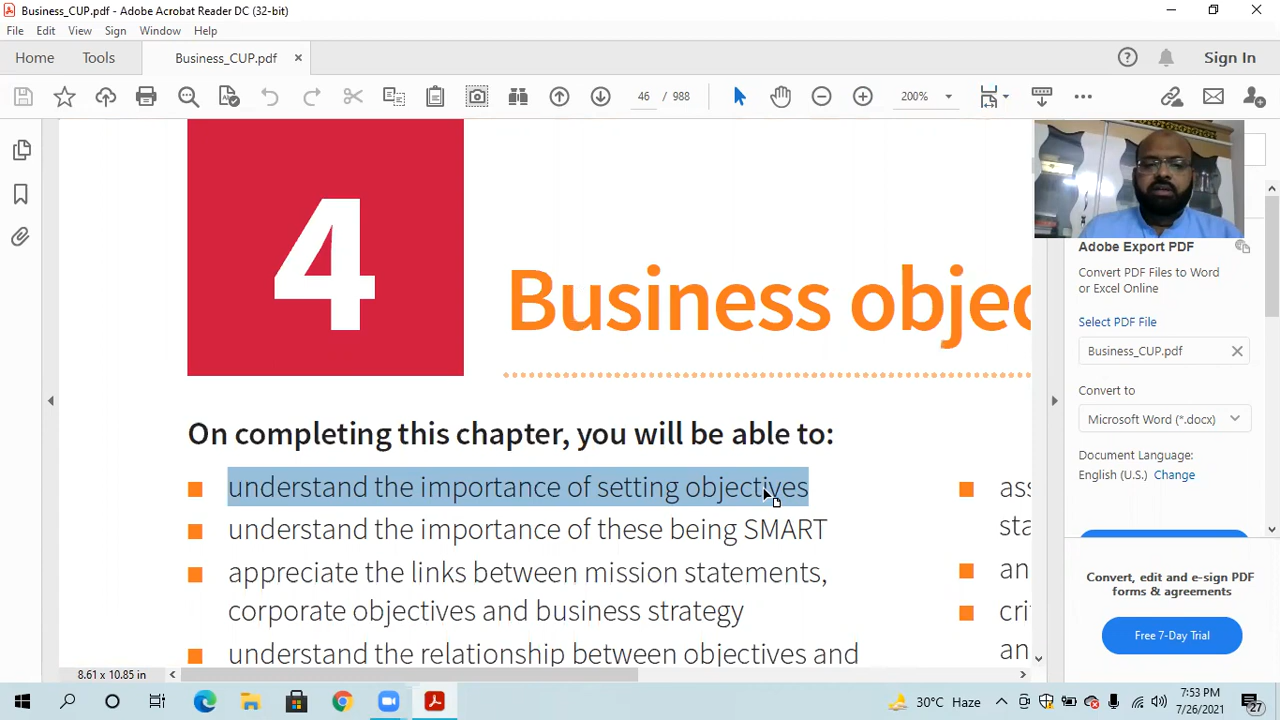 Business_CUP.pdf - Adobe Acrobat Reader DC (32-bit)
File Edit View Sign Window Help
Home Tools Business_CUP.pdf × Sign In
46 / 988 200%
4
Business objec
On completing this chapter, you will be able to:
understand the importance of setting objectives
understand the importance of these being SMART
appreciate the links between mission statements,
corporate objectives and business strategy
understand the relationship between objectives and
ass
sta
an
cri
an
8.61 x 10.85 in
Adobe Export PDF
Convert PDF Files to Word
or Excel Online
Select PDF File
Business_CUP.pdf
Convert to
Microsoft Word (*.docx)
Document Language:
English (U.S.) Change
Convert, edit and e-sign PDF
forms & agreements
Free 7-Day Trial
30°C Haze
7:53 PM
7/26/2021
27